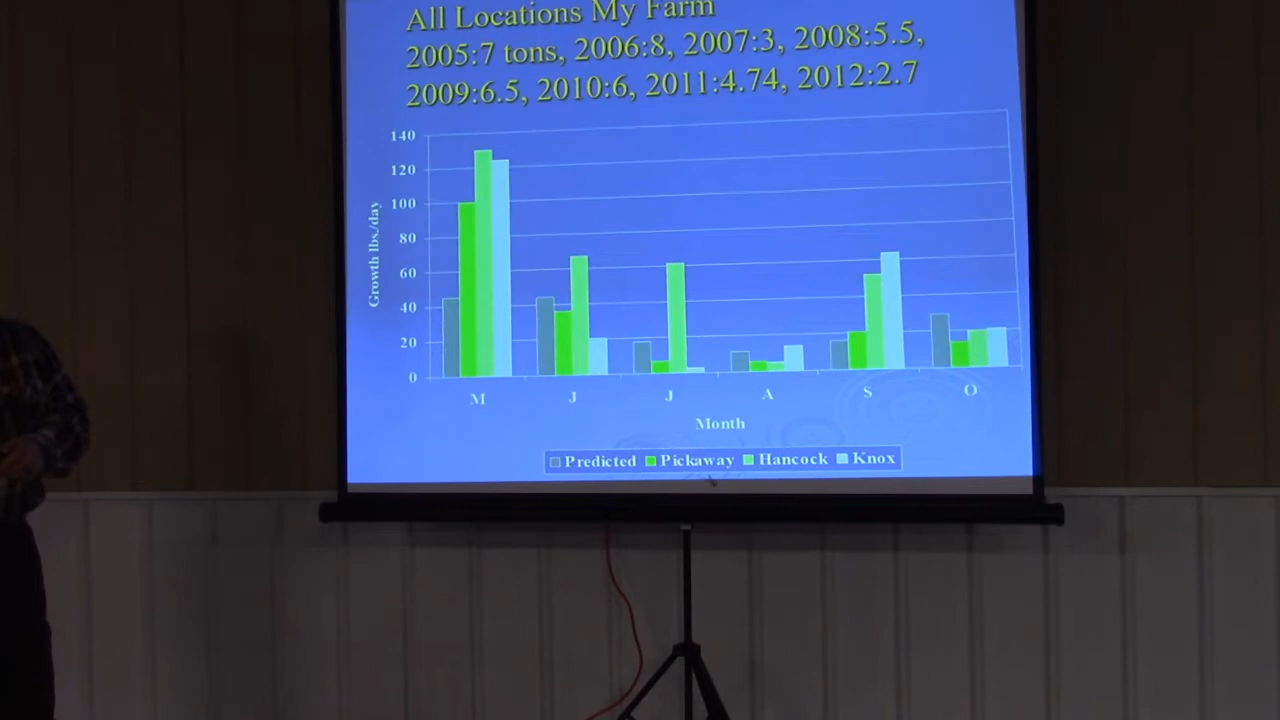 All Locations My Farm
2005:7 tons, 2006:8, 2007:3, 2008:5.5,
2009:6.5, 2010:6, 2011:4.74, 2012:2.7
140
120
100
80
60
40
20
0
Growth lbs./day
M J J A S O
Month
Predicted Pickaway Hancock Knox